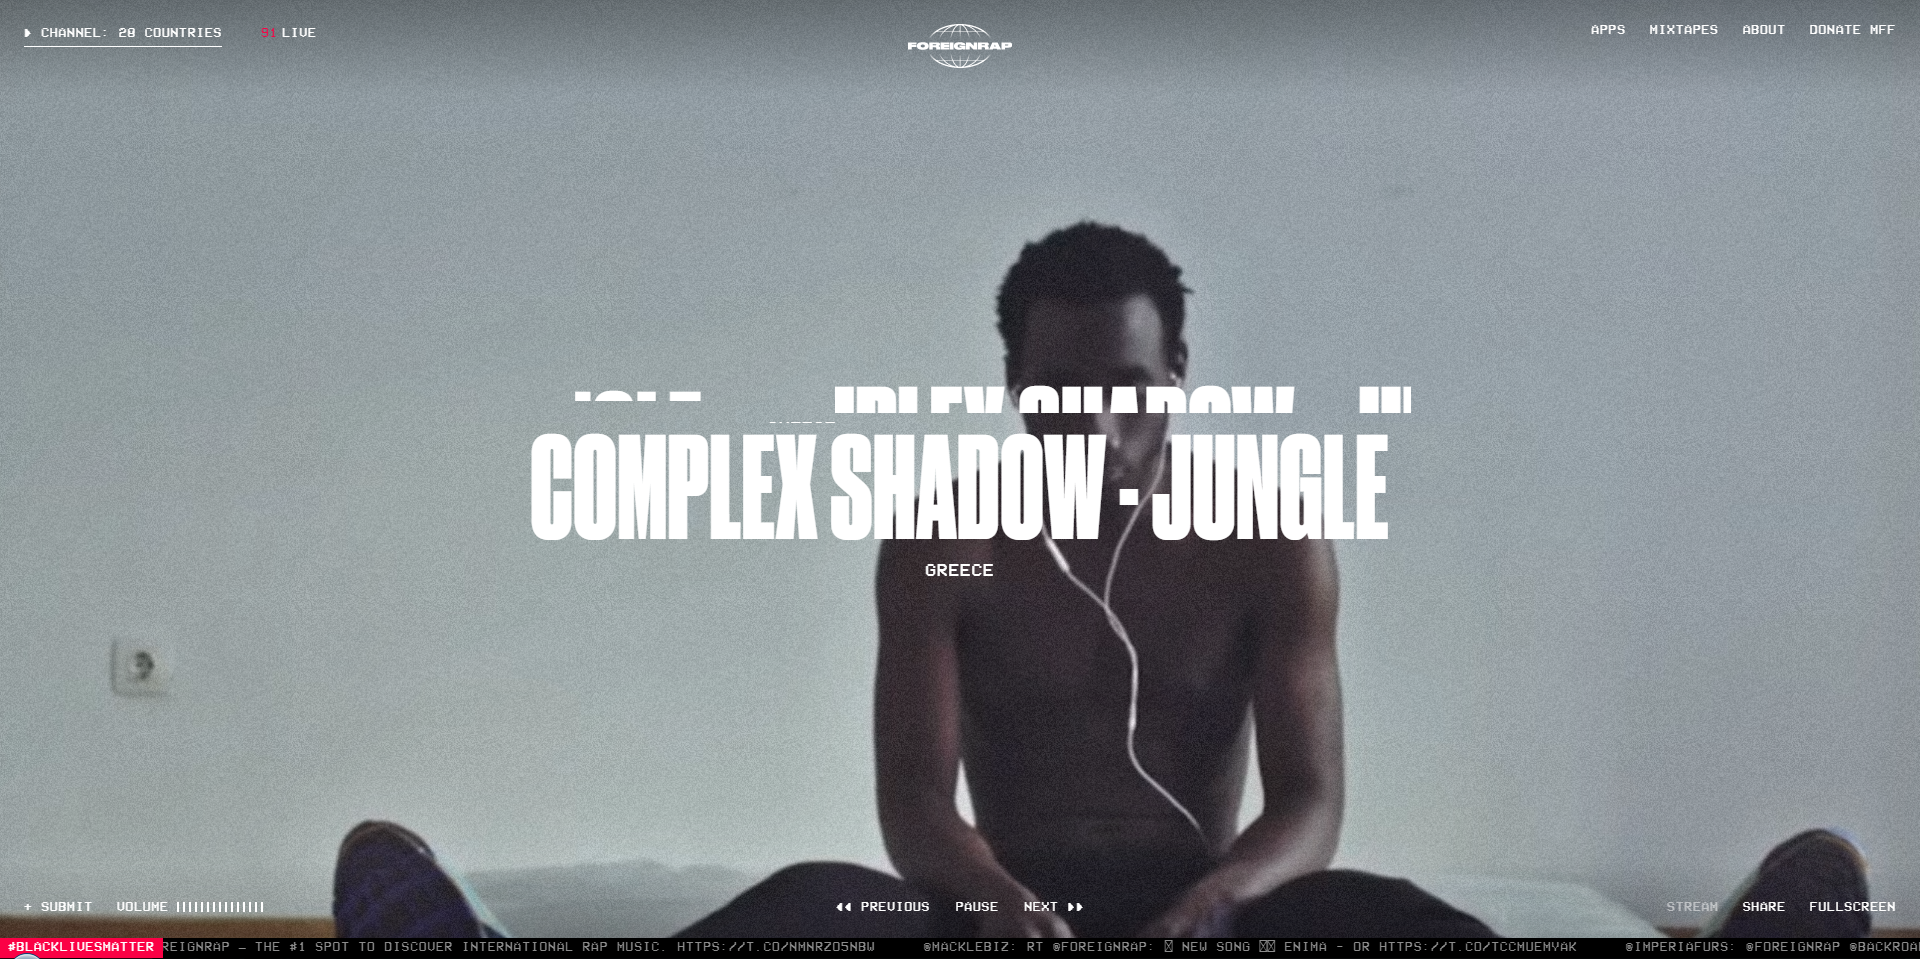 CHANNEL: 20 COUNTRIES
91 LIVE
FOREIGNRAP
APPS
MIXTAPES
ABOUT
DONATE MFF
COMPLEX SHADOW - JUNGLE
GREECE
+ SUBMIT
VOLUME
PREVIOUS
PAUSE
NEXT
STREAM
SHARE
FULLSCREEN
#BLACKLIVESMATTER
REIGNRAP – THE #1 SPOT TO DISCOVER INTERNATIONAL RAP MUSIC. HTTPS://T.CO/NMNRZO5NBW @MACKLEBIZ: RT @FOREIGNRAP: NEW SONG ENIMA - OR HTTPS://T.CO/TCCMUEMYAK @IMPERIAFURS: @FOREIGNRAP @BACKROA